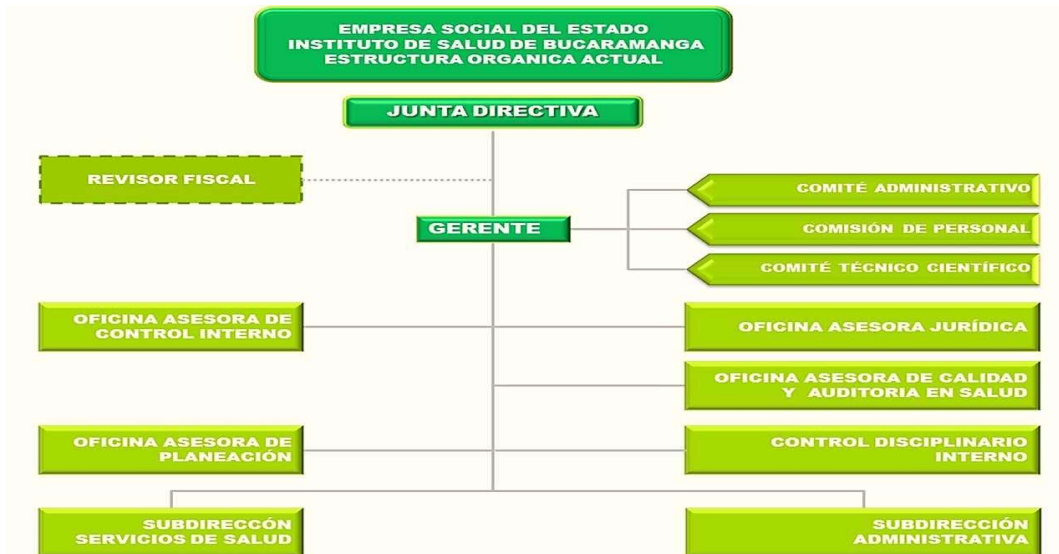 EMPRESA SOCIAL DEL ESTADO
INSTITUTO DE SALUD DE BUCARAMANGA
ESTRUCTURA ORGANICA ACTUAL
JUNTA DIRECTIVA
REVISOR FISCAL
COMITÉ ADMINISTRATIVO
GERENTE
COMISIÓN DE PERSONAL
COMITÉ TÉCNICO CIENTÍFICO
OFICINA ASESORA DE
CONTROL INTERNO
OFICINA ASESORA JURÍDICA
OFICINA ASESORA DE CALIDAD
Y AUDITORIA EN SALUD
OFICINA ASESORA DE
PLANEACIÓN
CONTROL DISCIPLINARIO
INTERNO
SUBDIRECCÓN
SERVICIOS DE SALUD
SUBDIRECCIÓN
ADMINISTRATIVA